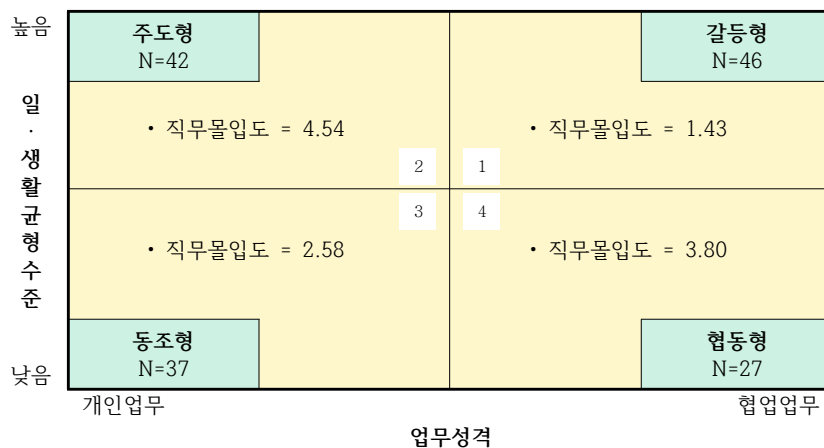 높음
주도형
N=42
갈등형
N=46
일·생활균형수준
• 직무몰입도 = 4.54
• 직무몰입도 = 1.43
2
1
3
4
• 직무몰입도 = 2.58
• 직무몰입도 = 3.80
동조형
N=37
협동형
N=27
낮음
개인업무
협업업무
업무성격